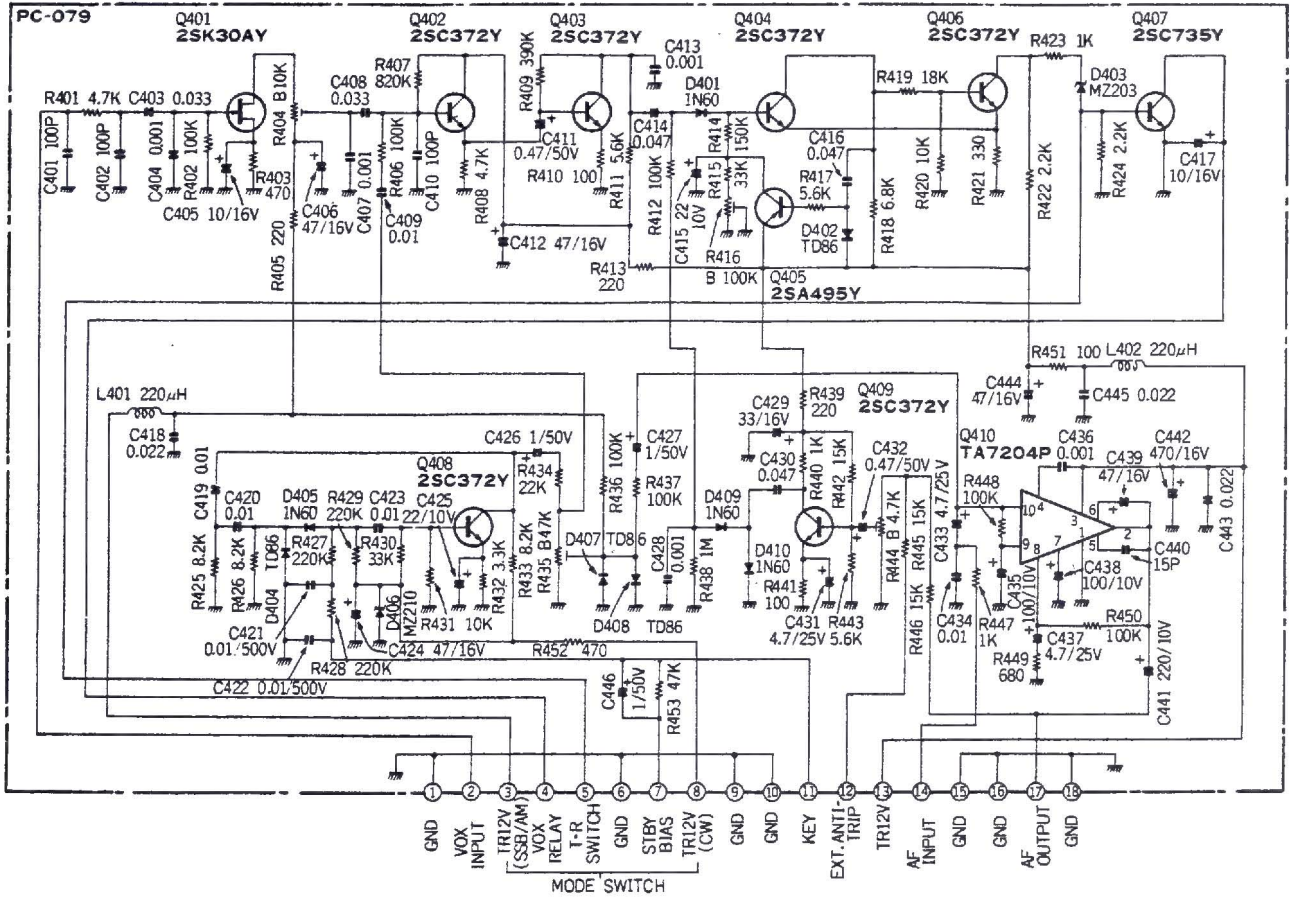 PC-079
Q401
2SK30AY
Q402
2SC372Y
Q403
2SC372Y
Q404
2SC372Y
Q406
2SC372Y
Q407
2SC735Y
R401 4.7K
C403 0.033
R404 B10K
C408
0.033
R407
820K
R409 390K
C413
0.001
D401
1N60
R419 18K
R423 1K
D403
MZ203
C401 100P
C402 100P
C404 0.001
R402 100K
C405 10/16V
R403
470
C406
47/16V
R405 220
C407 0.001
R406 100K
C409
0.01
C410 100P
R408 4.7K
C411
0.47/50V
R410 100
R411 5.6K
C412 47/16V
C414
0.047
R412 100K
R413
220
R414
150K
C415 22
10V
R415
33K
R416
B 100K
C416
0.047
R417
5.6K
D402
TD86
R418 6.8K
Q405
2SA495Y
R420 10K
R421 330
R422 2.2K
R424 2.2K
C417
10/16V
R451 100
L402 220μH
C444
47/16V
C445 0.022
L401 220μH
C418
0.022
C419 0.01
C420
0.01
D405
1N60
R429
220K
C423
0.01
C425
22/10V
Q408
2SC372Y
C426 1/50V
R434
22K
R436 100K
C427
1/50V
R437
100K
C429
33/16V
C430
0.047
R439
220
R440 1K
R442 15K
Q409
2SC372Y
C432
0.47/50V
Q410
TA7204P
C436
0.001
C439
47/16V
C442
470/16V
C443 0.022
R425 8.2K
R426 8.2K
TD86
D404
R427
220K
R430
33K
C421
0.01/500V
R428 220K
C422 0.01/500V
D406
MZ210
C424 47/16V
R431
10K
R432 3.3K
R433 8.2K
R435 B47K
R452 470
D407 TD86
D408 TD86
C428
0.001
R438 1M
D409
1N60
D410
1N60
R441
100
C431
4.7/25V
R443
5.6K
R444 B 4.7K
R445 15K
R446 15K
C433 4.7/25V
C434
0.01
R448
100K
C435
100/10V
R447
1K
10
4
9
8
7
3
6
5
1
2
C438
100/10V
C440
15P
C437
4.7/25V
R449
680
R450
100K
C441 220/10V
C446
1/50V
R453 47K
1
2
3
4
5
6
7
8
9
10
11
12
13
14
15
16
17
18
GND
VOX
INPUT
TR12V
(SSB/AM)
VOX
RELAY
T-R
SWITCH
GND
STBY
BIAS
TR12V
(CW)
GND
GND
KEY
EXT.ANTI-
TRIP
TR12V
AF
INPUT
GND
GND
AF
OUTPUT
GND
MODE SWITCH